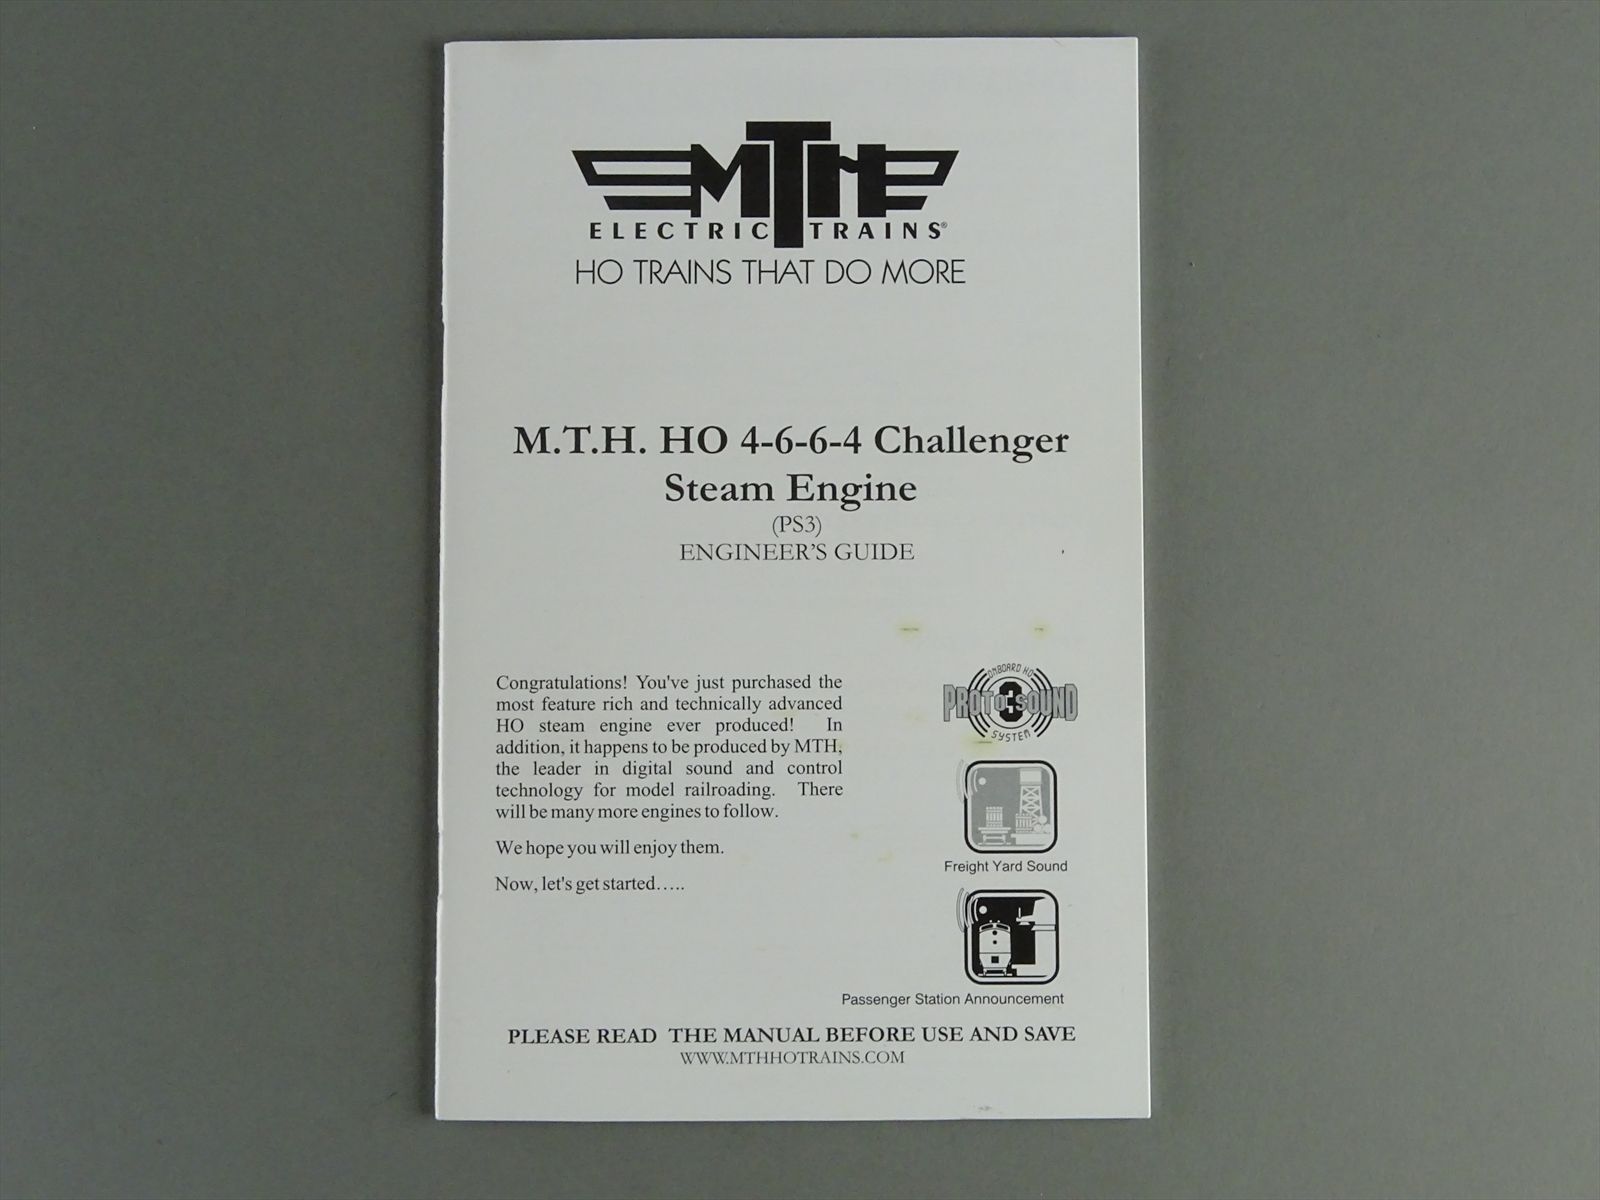 MTH
ELECTRIC TRAINS®
HO TRAINS THAT DO MORE
M.T.H. HO 4-6-6-4 Challenger
Steam Engine
(PS3)
ENGINEER'S GUIDE
Congratulations! You've just purchased the
most feature rich and technically advanced
HO steam engine ever produced! In
addition, it happens to be produced by MTH,
the leader in digital sound and control
technology for model railroading. There
will be many more engines to follow.
We hope you will enjoy them.
Now, let's get started.....
ONBOARD HO
PROTO 3 SOUND
SYSTEM
Freight Yard Sound
Passenger Station Announcement
PLEASE READ THE MANUAL BEFORE USE AND SAVE
WWW.MTHHOTRAINS.COM